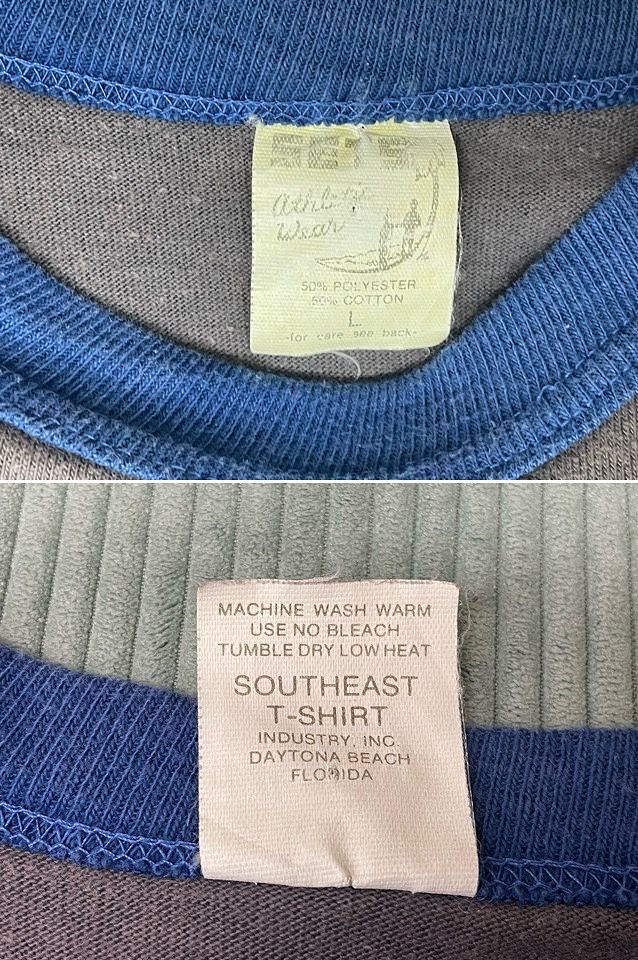 Athletic
Wear
50% POLYESTER
50% COTTON
L
-for care see back-
MACHINE WASH WARM
USE NO BLEACH
TUMBLE DRY LOW HEAT
SOUTHEAST
T-SHIRT
INDUSTRY, INC.
DAYTONA BEACH
FLORIDA